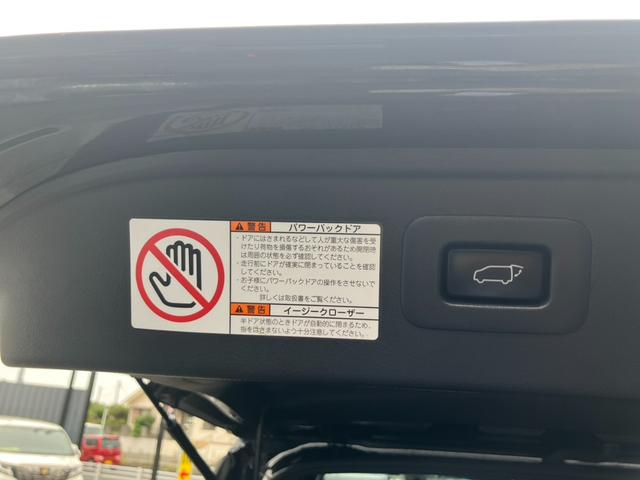 警告 パワーバックドア
・ドアにはさまれるなどして人が重大な傷害を受
けたり荷物を損傷するおそれがあるため開閉時
は周囲の状態を必ず確認してください。
・走行前にドアが確実に閉まっていることを確認
してください。
・お子様にパワーバックドアの操作をさせないで
ください。
詳しくは取扱書をご覧ください。
警告 イージークローザー
半ドア状態のときドアが自動的に閉まるため、
指をはさまないよう十分注意してください。